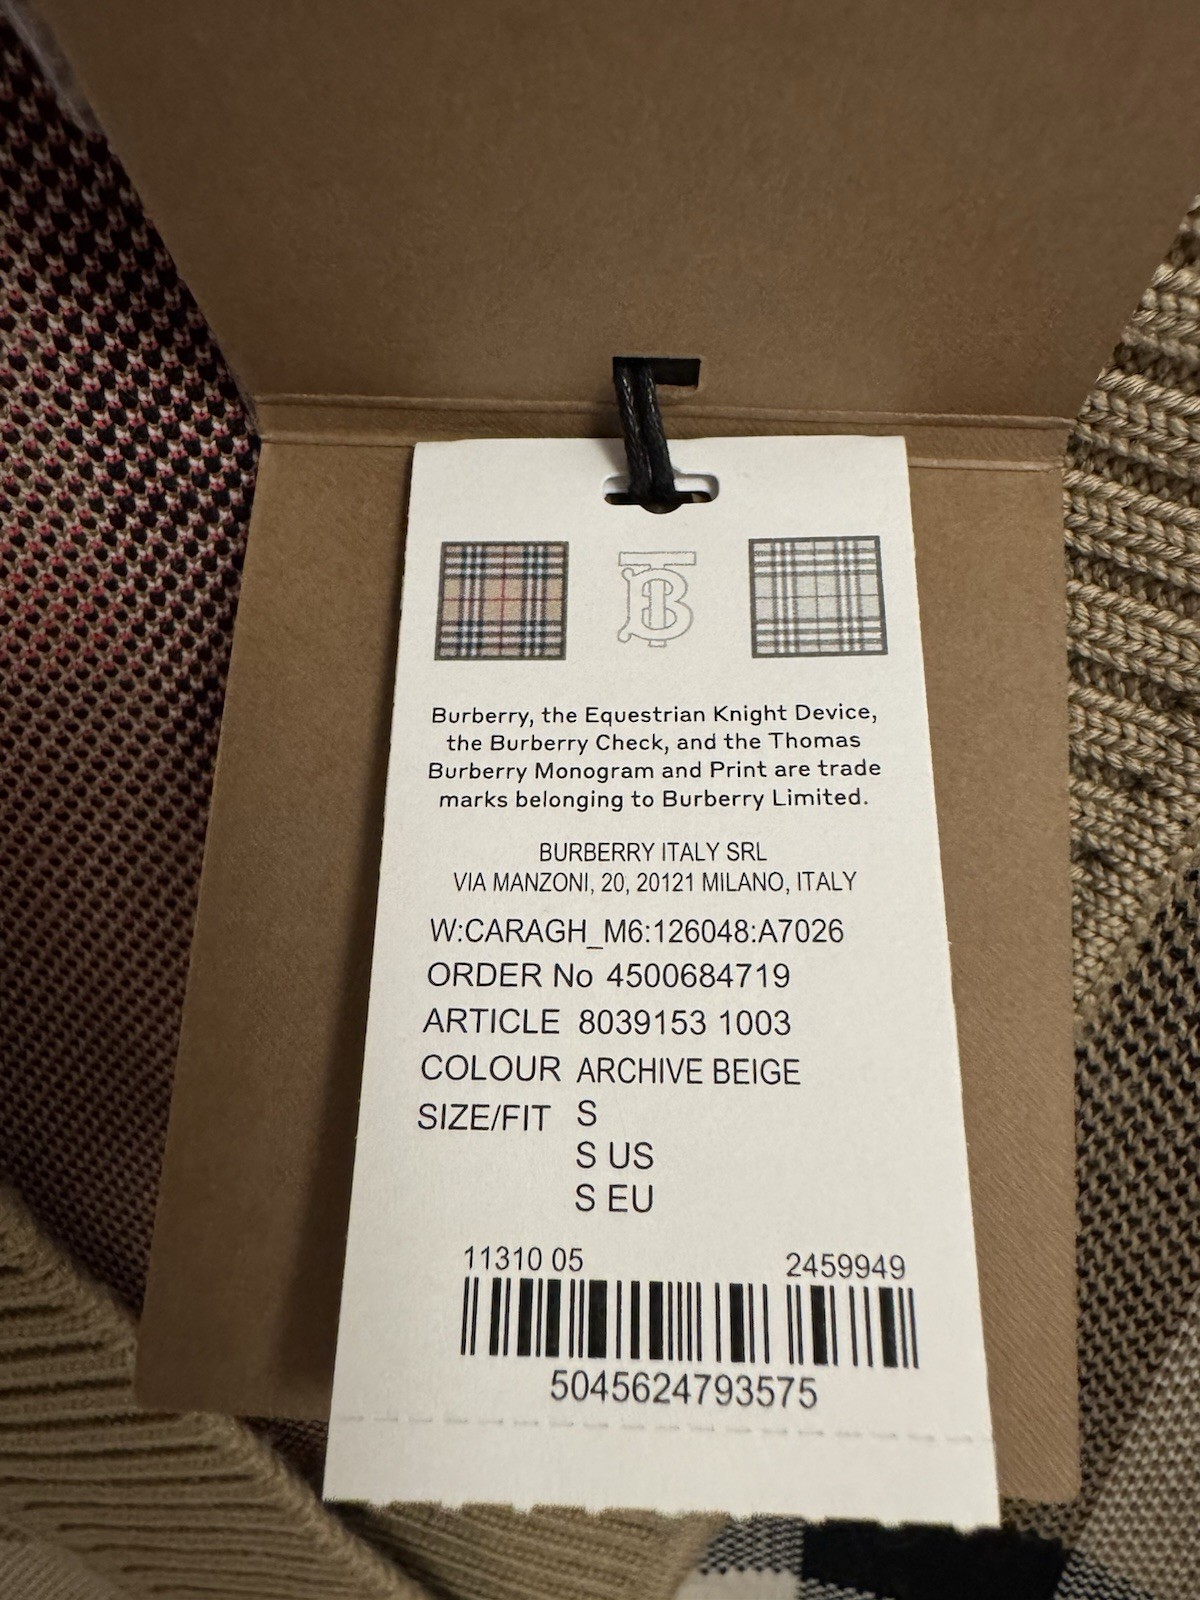 Burberry, the Equestrian Knight Device,
the Burberry Check, and the Thomas
Burberry Monogram and Print are trade
marks belonging to Burberry Limited.
BURBERRY ITALY SRL
VIA MANZONI, 20, 20121 MILANO, ITALY
W:CARAGH_M6:126048:A7026
ORDER No 4500684719
ARTICLE 8039153 1003
COLOUR ARCHIVE BEIGE
SIZE/FIT S
S US
S EU
11310 05 2459949
5045624793575